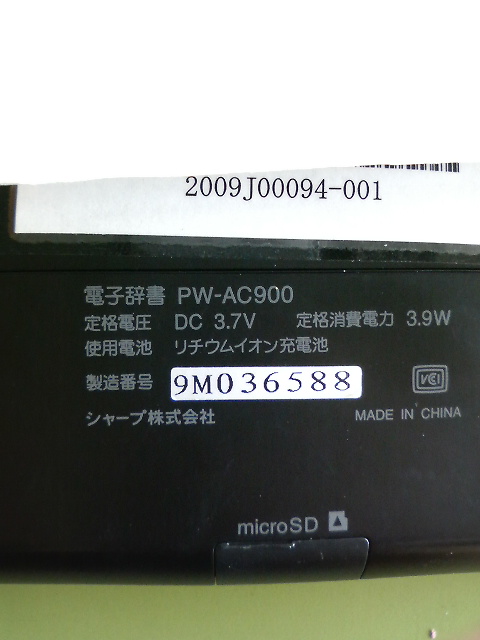 2009J00094-001
電子辞書 PW-AC900
定格電圧 DC 3.7V 定格消費電力 3.9W
使用電池 リチウムイオン充電池
製造番号 9M036588
VCI
シャープ株式会社 MADE IN CHINA
microSD